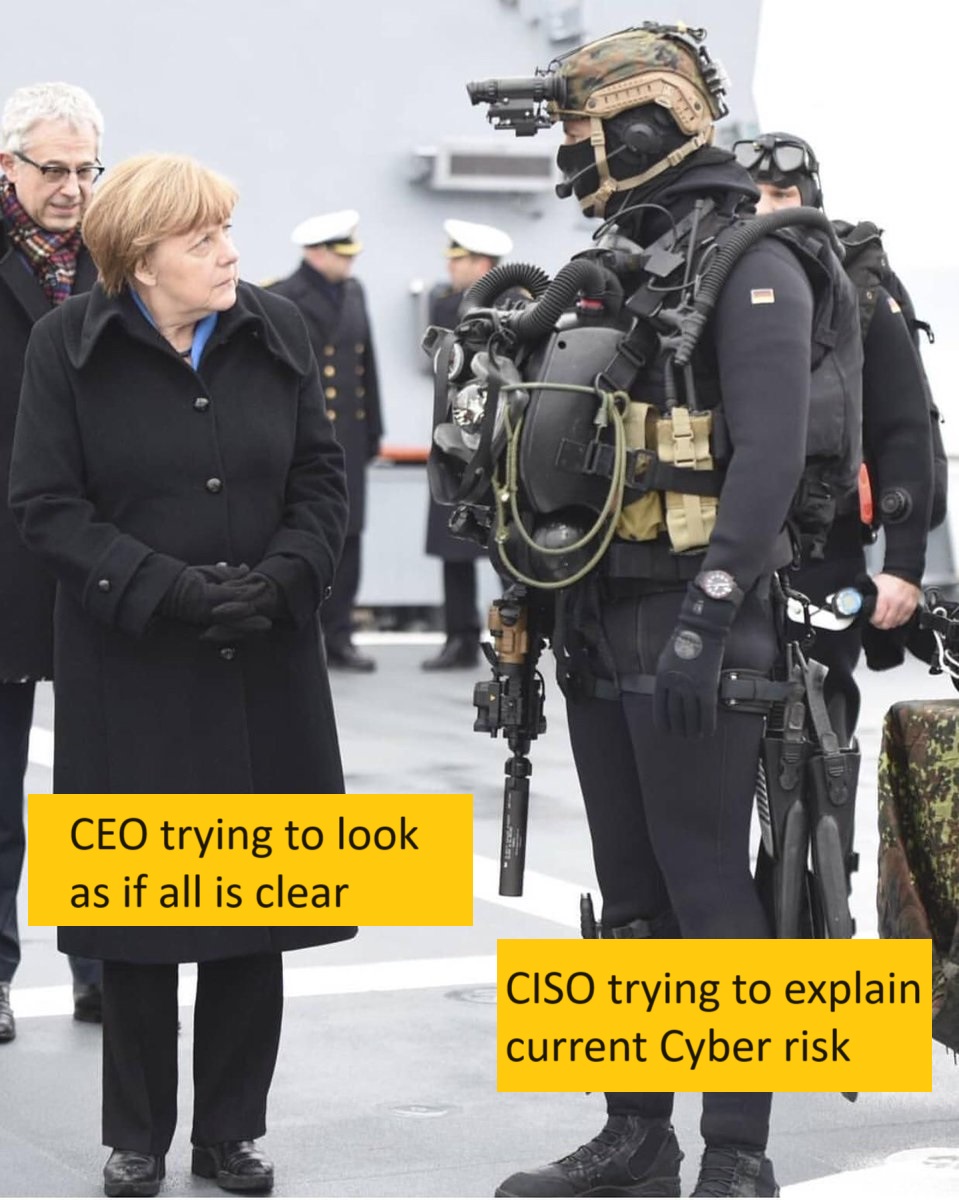 CEO trying to look
as if all is clear
CISO trying to explain
current Cyber risk